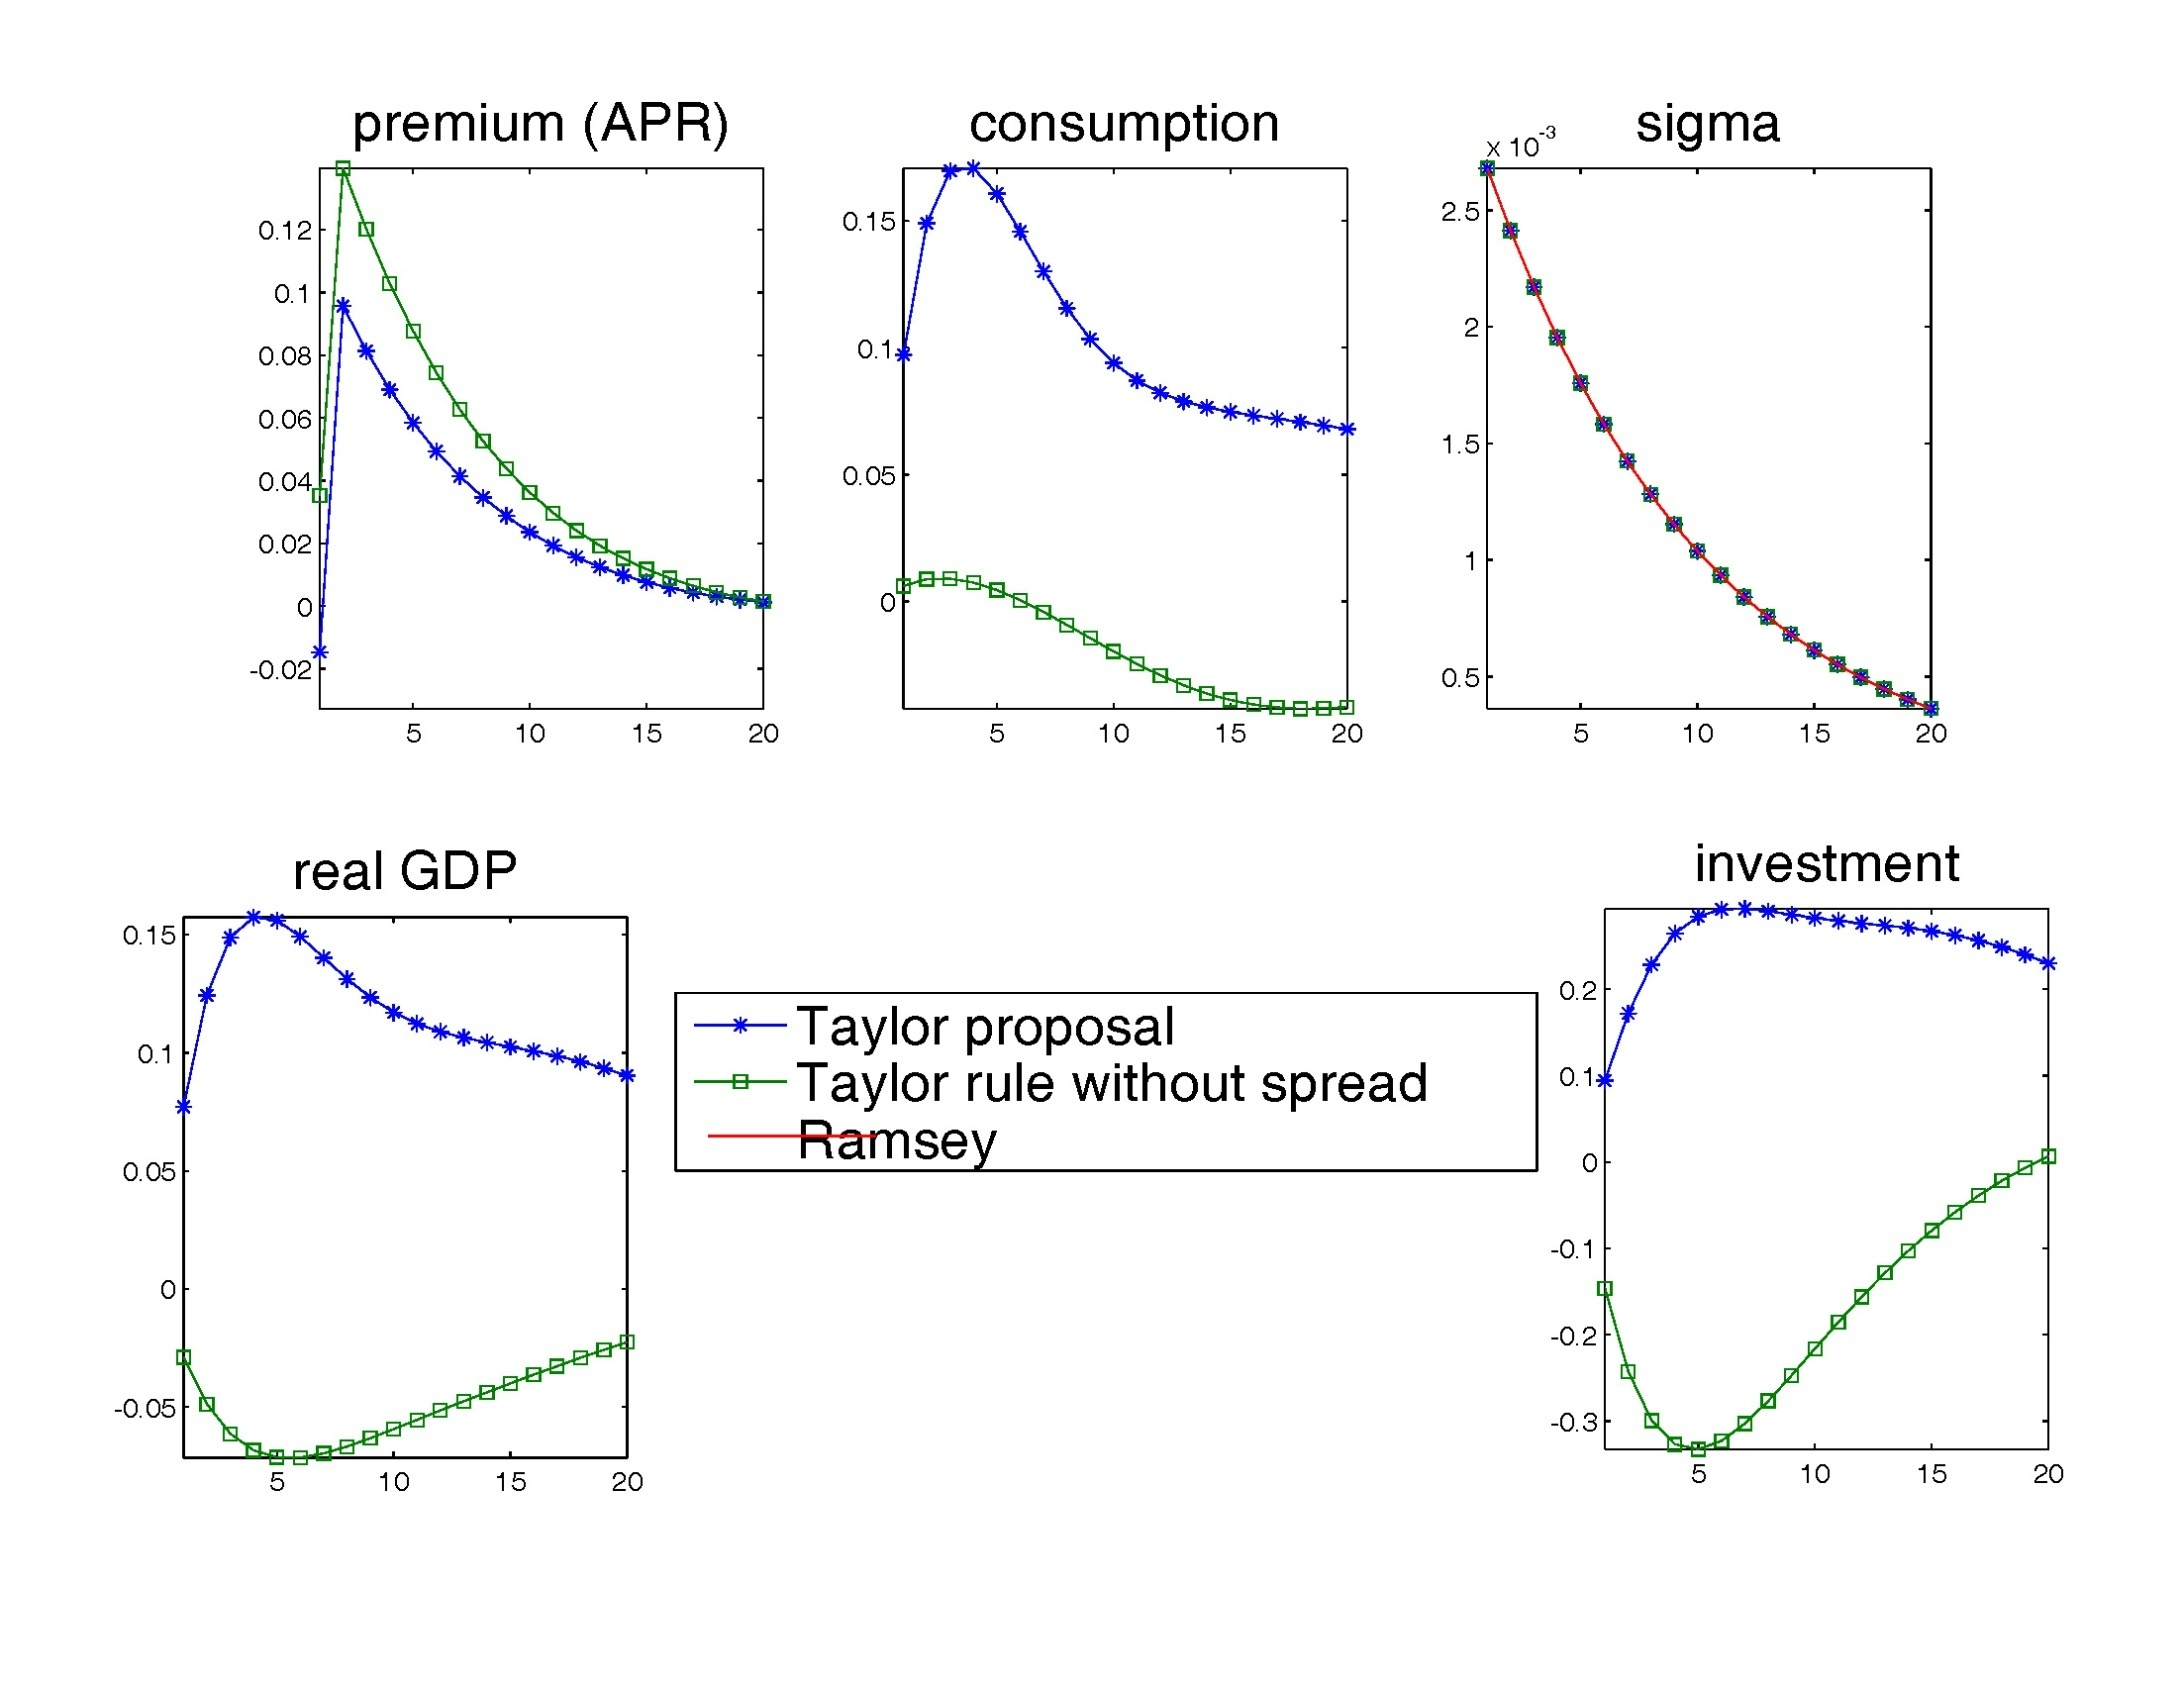 premium (APR)
consumption
sigma
x 10-3
0.12
0.1
0.08
0.06
0.04
0.02
0
-0.02
5 10 15 20
0.15
0.1
0.05
0
5 10 15 20
2.5
2
1.5
1
0.5
5 10 15 20
real GDP
0.15
0.1
0.05
0
-0.05
5 10 15 20
Taylor proposal
Taylor rule without spread
Ramsey
investment
0.2
0.1
0
-0.1
-0.2
-0.3
5 10 15 20